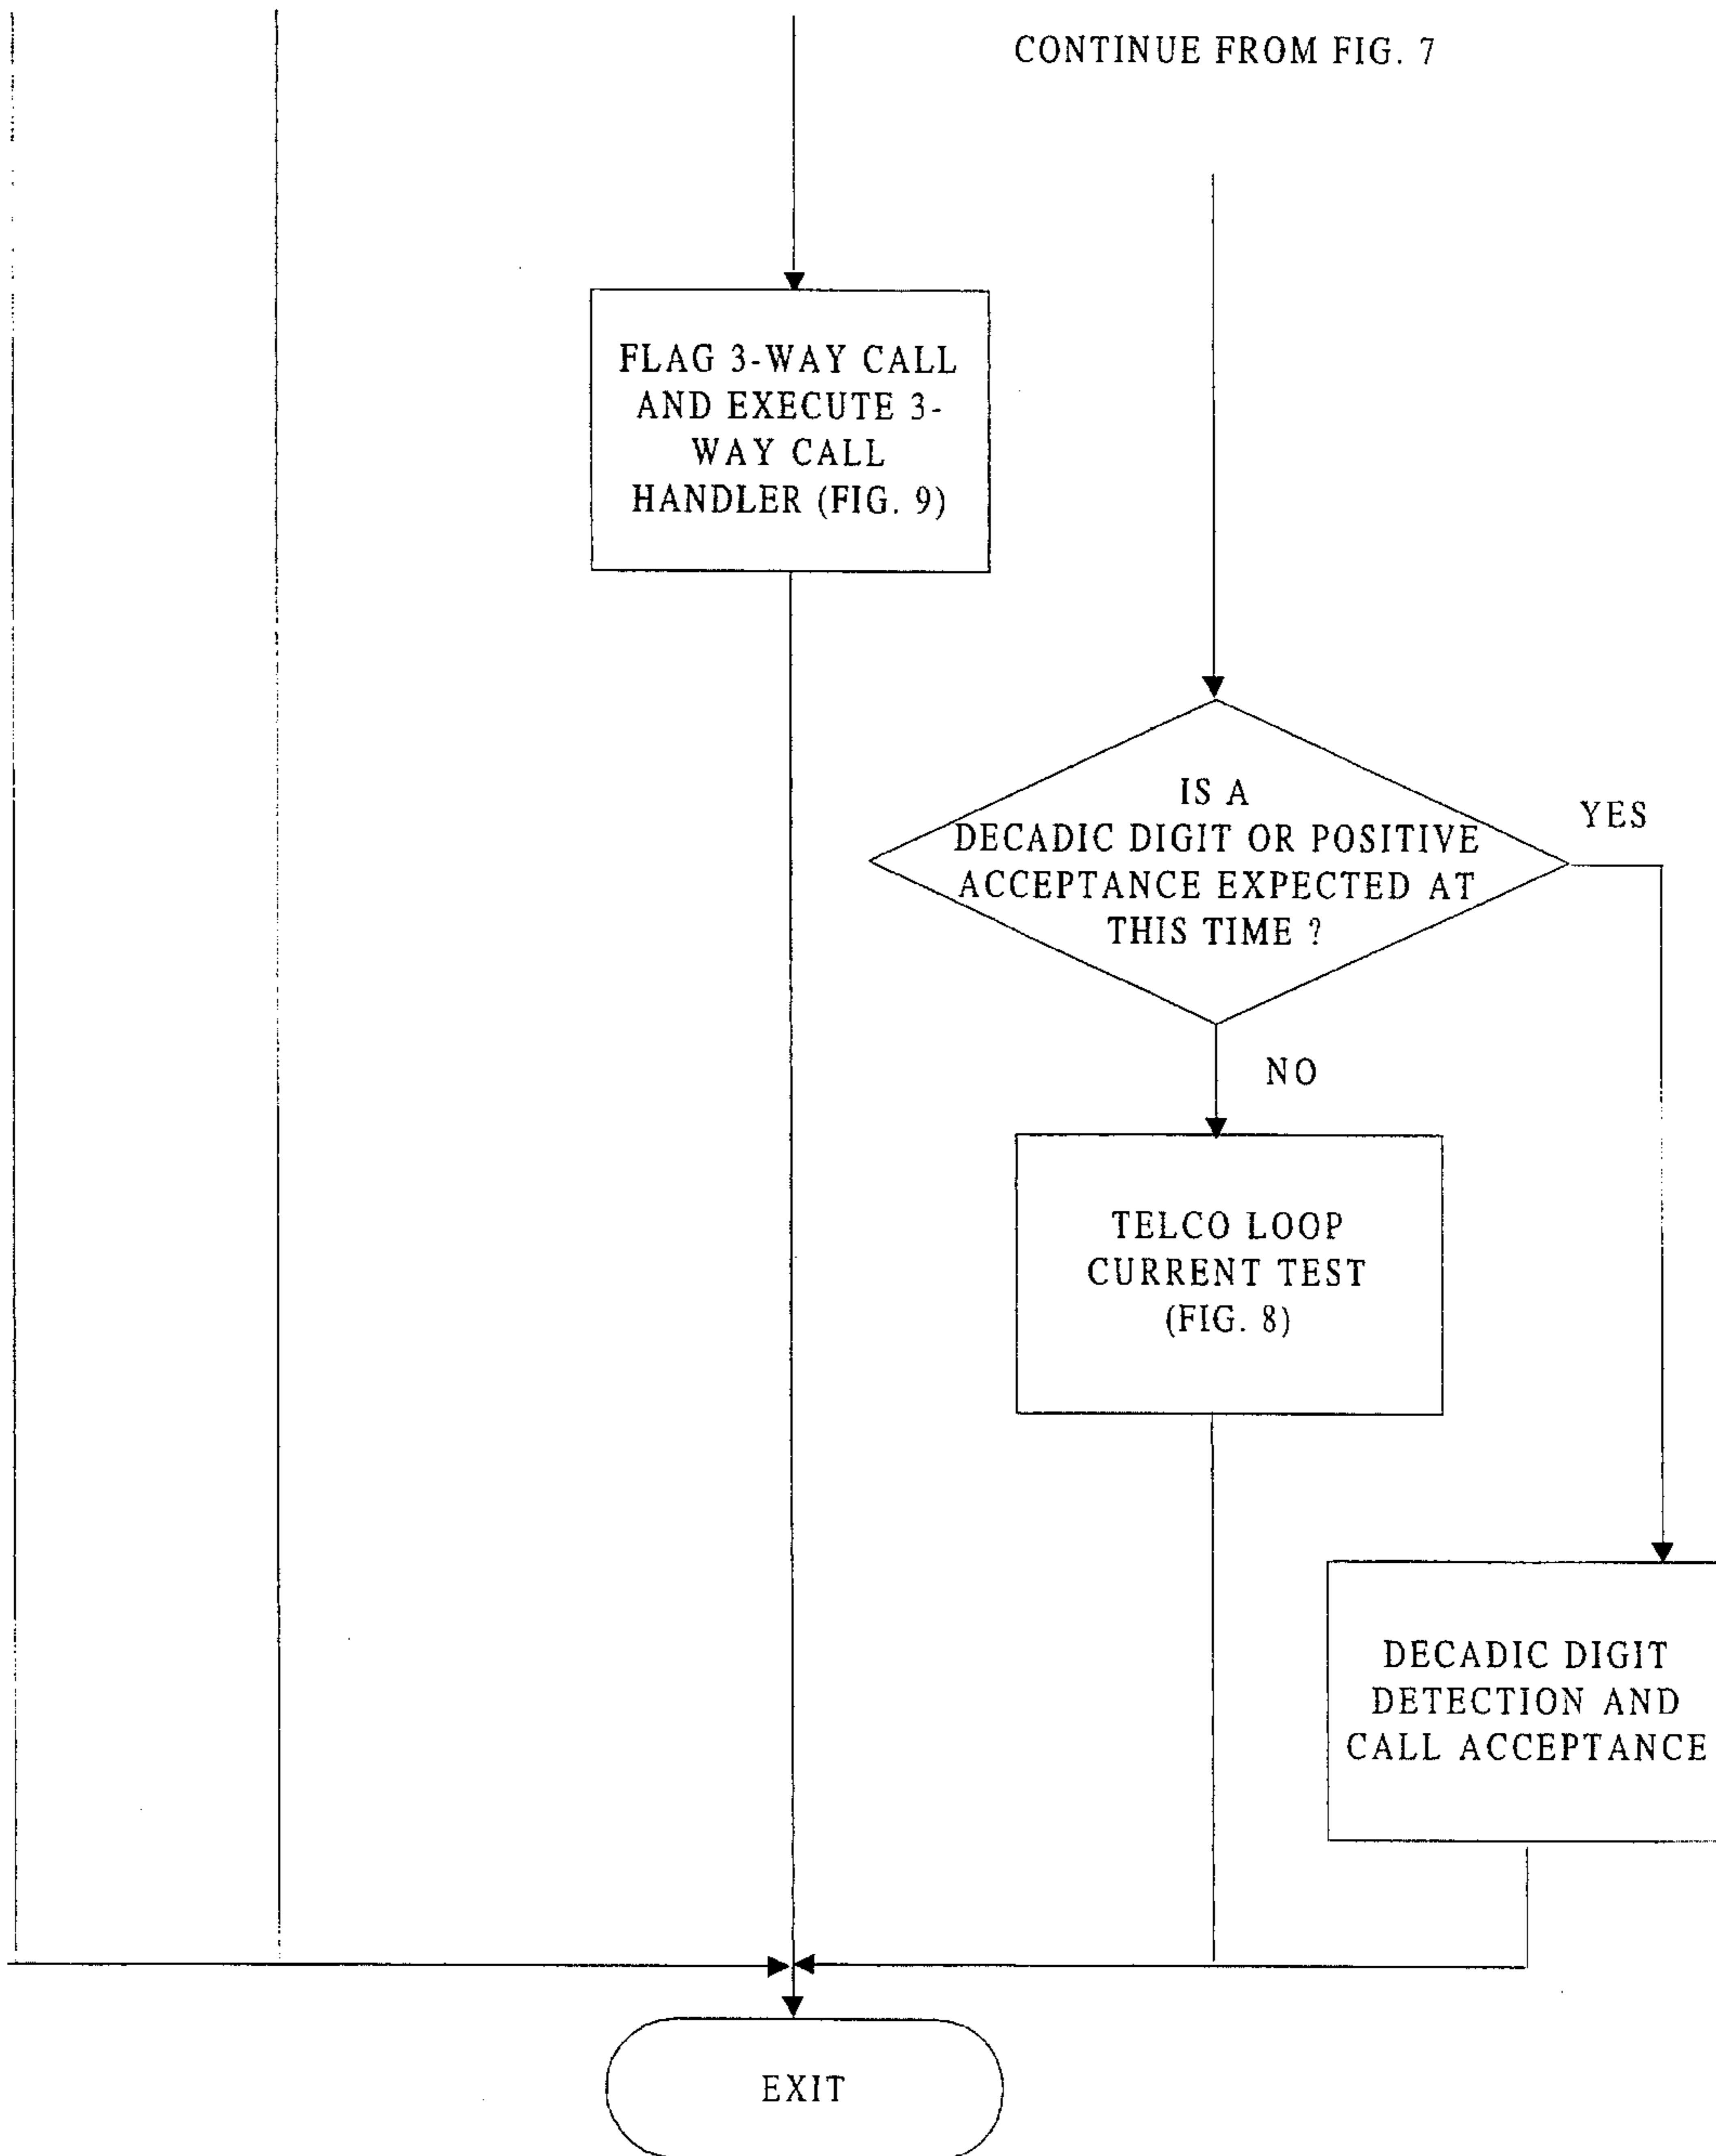 CONTINUE FROM FIG. 7
FLAG 3-WAY CALL
AND EXECUTE 3-
WAY CALL
HANDLER (FIG. 9)
IS A
DECADIC DIGIT OR POSITIVE
ACCEPTANCE EXPECTED AT
THIS TIME ?
YES
NO
TELCO LOOP
CURRENT TEST
(FIG. 8)
DECADIC DIGIT
DETECTION AND
CALL ACCEPTANCE
EXIT